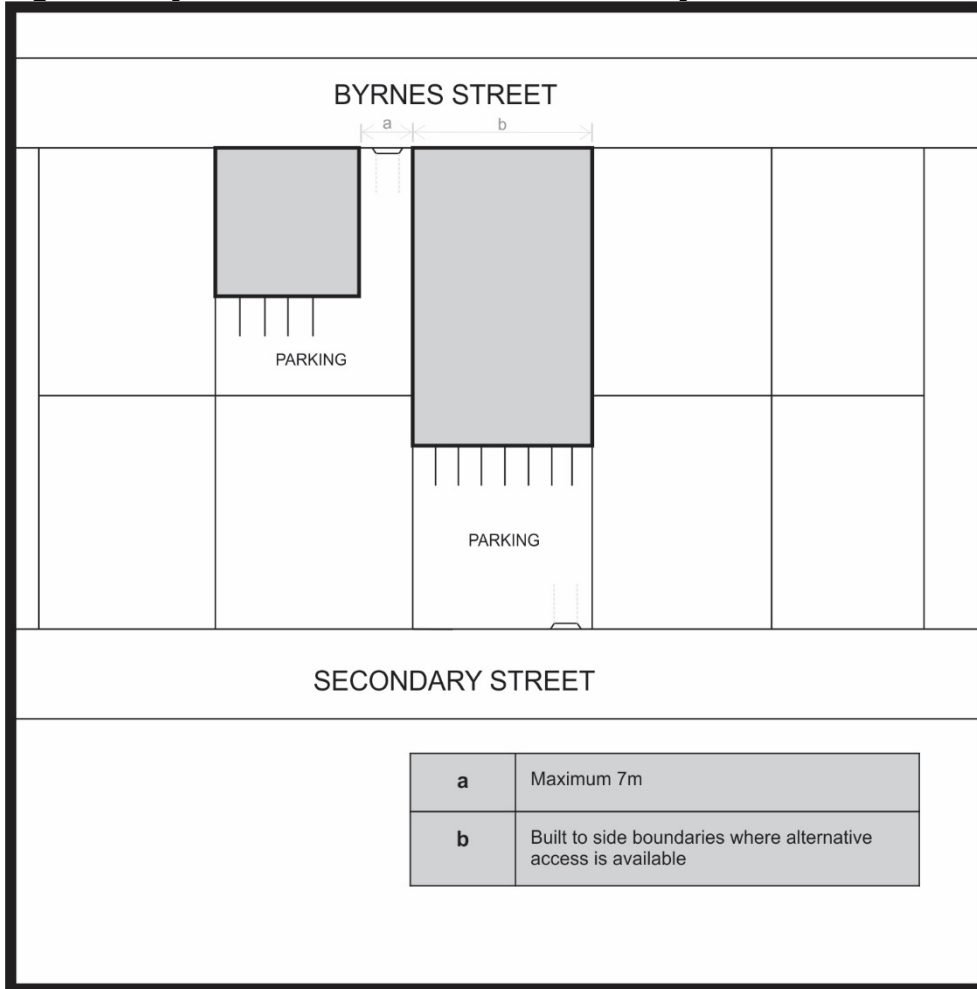 BYRNES STREET
a
b
PARKING
PARKING
SECONDARY STREET
a
Maximum 7m
b
Built to side boundaries where alternative
access is available